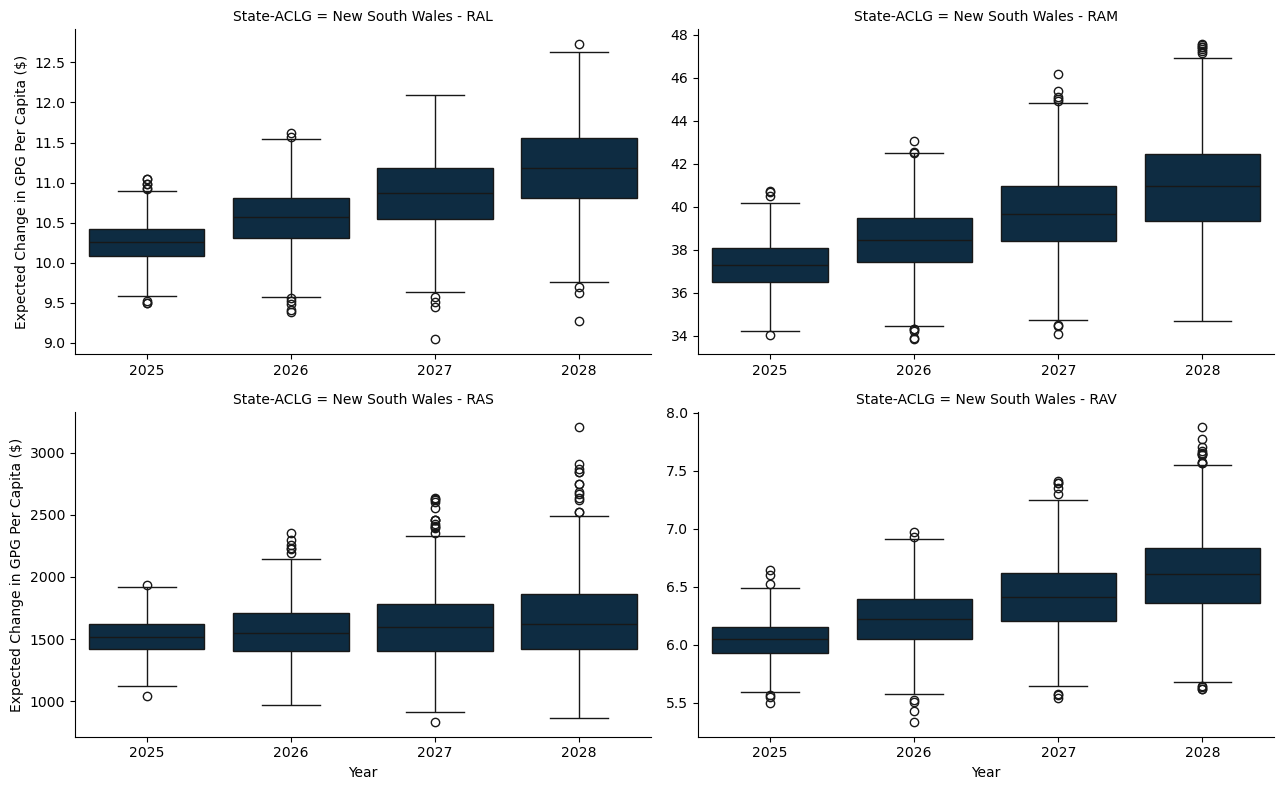 State-ACLG = New South Wales - RAL
Expected Change in GPG Per Capita ($)
12.5
12.0
11.5
11.0
10.5
10.0
9.5
9.0
2025 2026 2027 2028
State-ACLG = New South Wales - RAM
48
46
44
42
40
38
36
34
2025 2026 2027 2028
State-ACLG = New South Wales - RAS
Expected Change in GPG Per Capita ($)
3000
2500
2000
1500
1000
2025 2026 2027 2028
Year
State-ACLG = New South Wales - RAV
8.0
7.5
7.0
6.5
6.0
5.5
2025 2026 2027 2028
Year